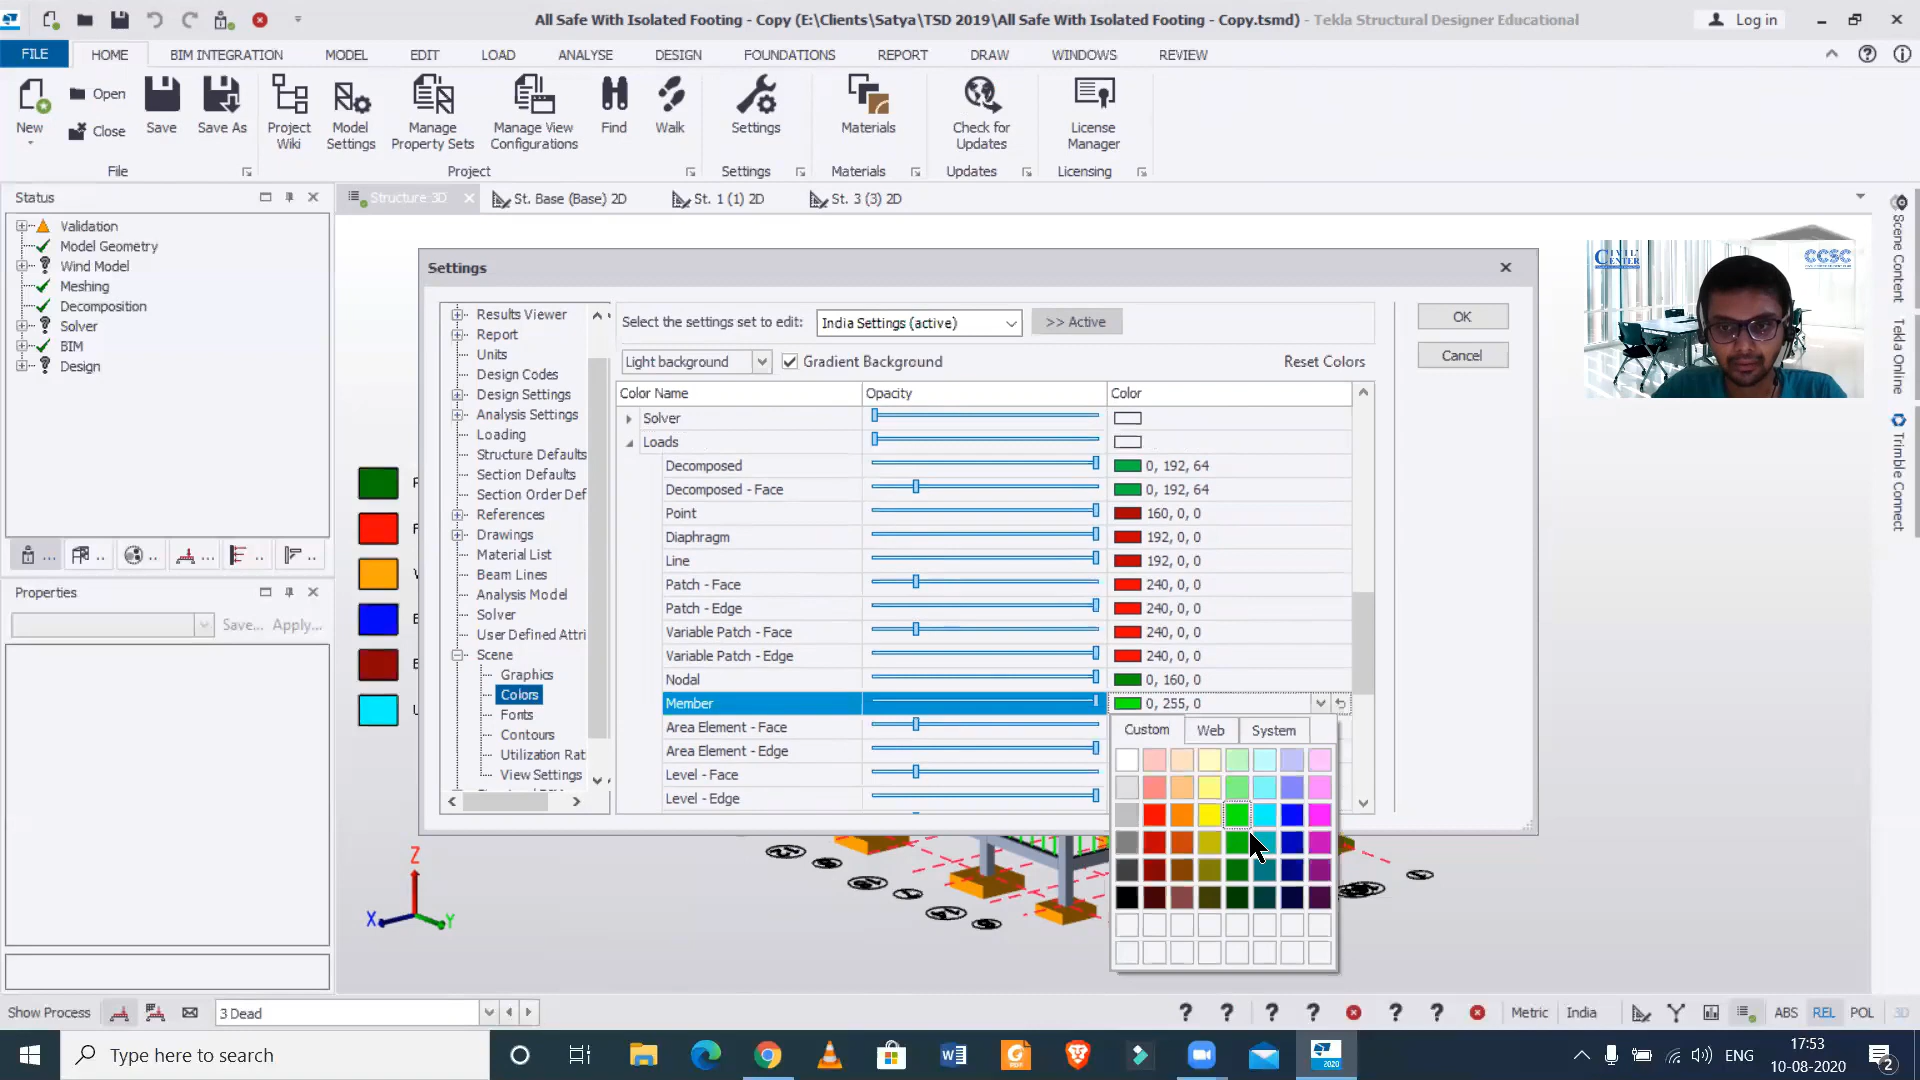 All Safe With Isolated Footing - Copy (E:\Clients\Satya\TSD 2019\All Safe With Isolated Footing - Copy.tsmd) - Tekla Structural Designer Educational
Log in
FILE HOME BIM INTEGRATION MODEL EDIT LOAD ANALYSE DESIGN FOUNDATIONS REPORT DRAW WINDOWS REVIEW
New
Open
Close
Save
Save As
Project Wiki
Model Settings
Manage Property Sets
Manage View Configurations
Find
Walk
Settings
Materials
Check for Updates
License Manager
File Project Settings Materials Updates Licensing
Status
Validation
Model Geometry
Wind Model
Meshing
Decomposition
Solver
BIM
Design
Properties
Save... Apply...
Structure 3D St. Base (Base) 2D St. 1 (1) 2D St. 3 (3) 2D
Settings
Results Viewer
Report
Units
Design Codes
Design Settings
Analysis Settings
Loading
Structure Defaults
Section Defaults
Section Order Def
References
Drawings
Material List
Beam Lines
Analysis Model
Solver
User Defined Attri
Scene
Graphics
Colors
Fonts
Contours
Utilization Rat
View Settings
Select the settings set to edit: India Settings (active) >> Active
Light background Gradient Background Reset Colors
Color Name Opacity Color
Solver
Loads
Decomposed 0, 192, 64
Decomposed - Face 0, 192, 64
Point 160, 0, 0
Diaphragm 192, 0, 0
Line 192, 0, 0
Patch - Face 240, 0, 0
Patch - Edge 240, 0, 0
Variable Patch - Face 240, 0, 0
Variable Patch - Edge 240, 0, 0
Nodal 0, 160, 0
Member 0, 255, 0
Area Element - Face
Area Element - Edge
Level - Face
Level - Edge
Custom Web System
OK
Cancel
CIVIL CENTER
CCSC
Scene Content
Tekla Online
Trimble Connect
Z
X Y
Show Process 3 Dead Metric India ABS REL POL 3D
Type here to search
2020
ENG
17:53
10-08-2020
2